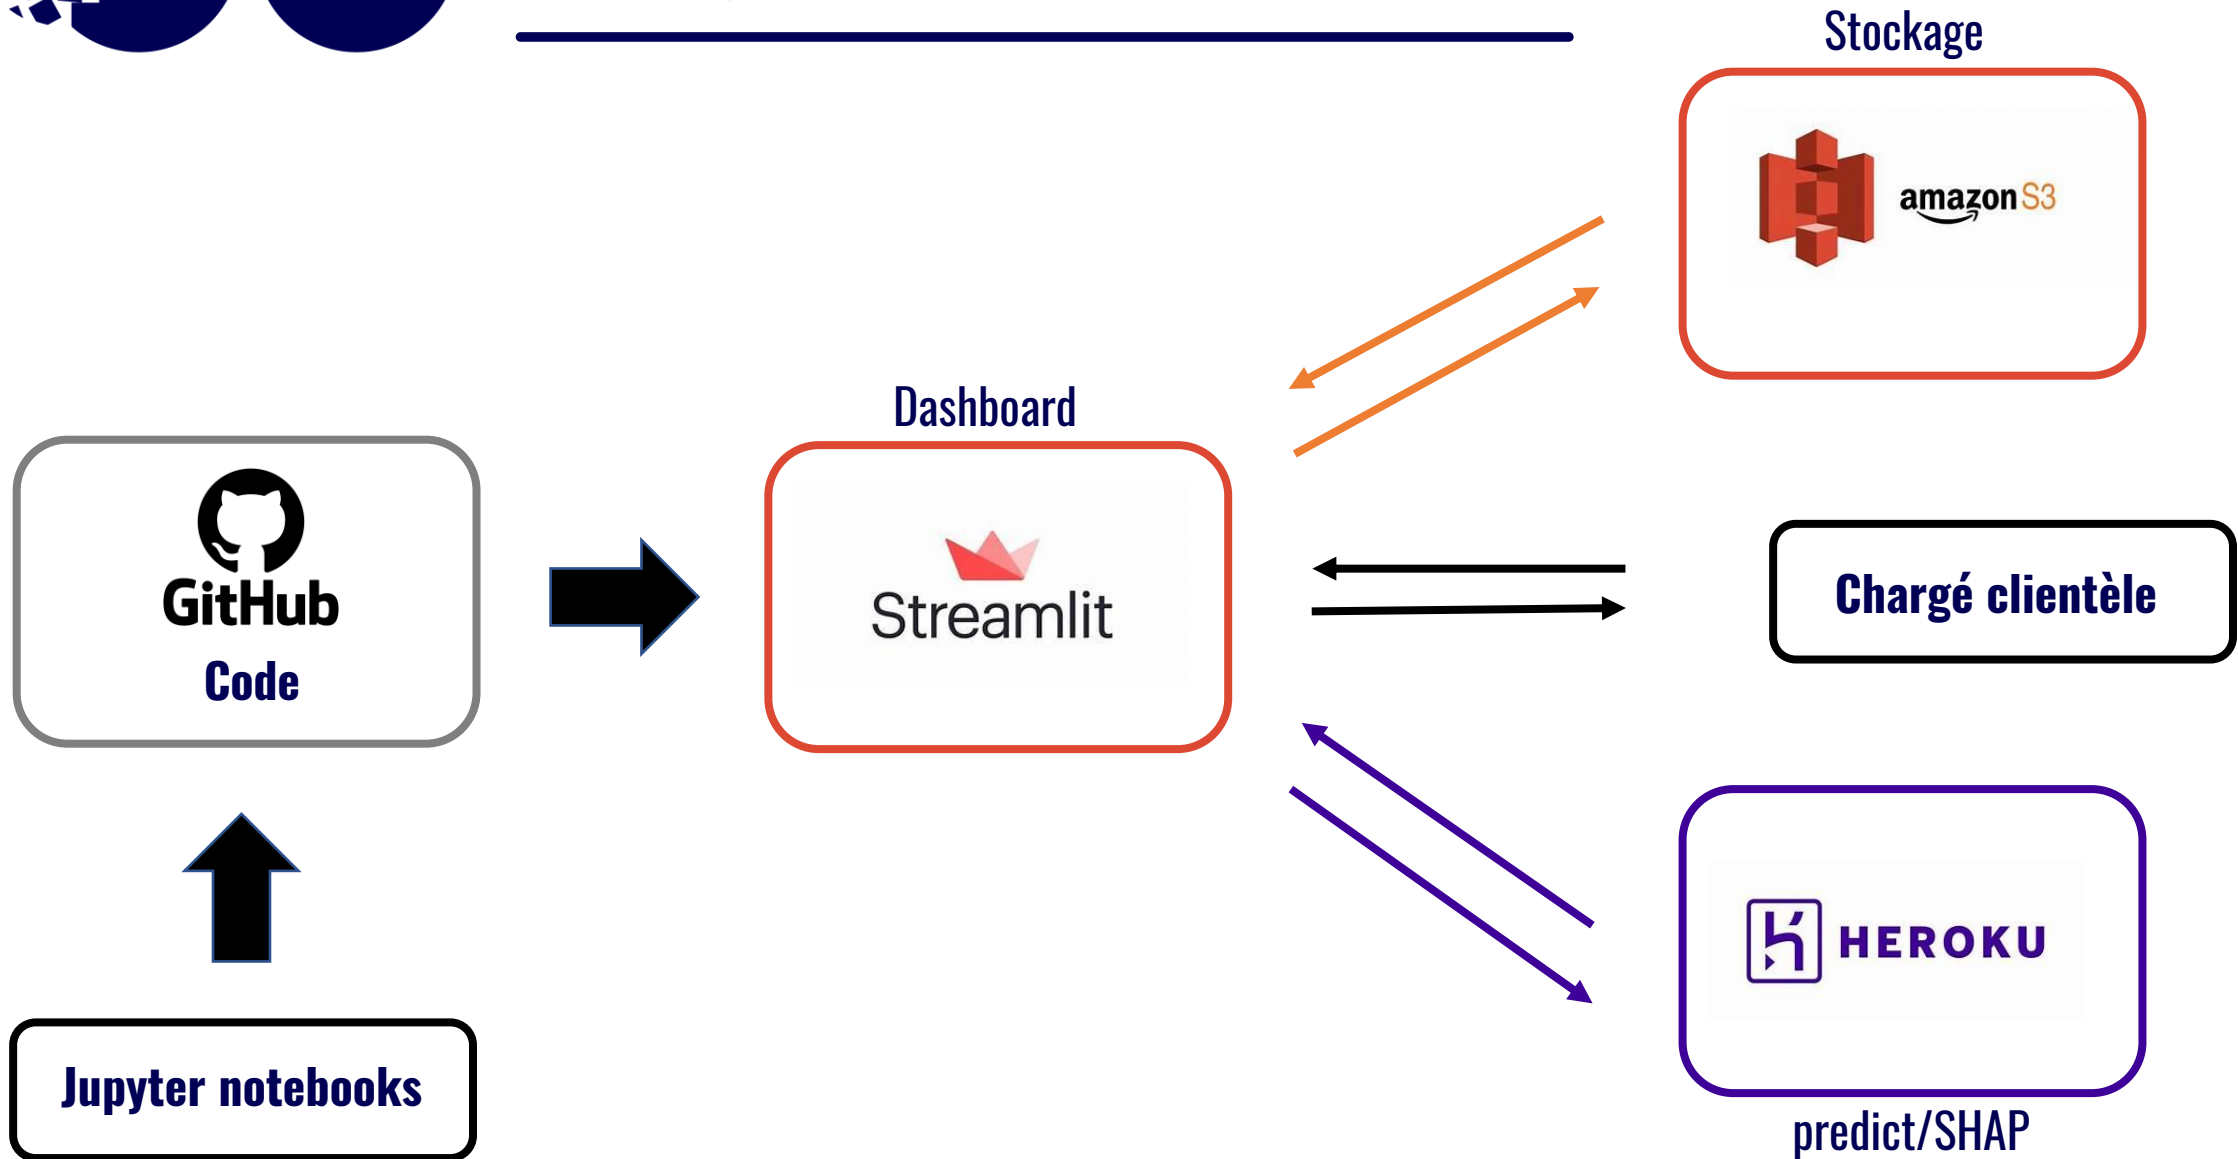 Stockage
amazon S3
Dashboard
GitHub
Code
Streamlit
Chargé clientèle
HEROKU
Jupyter notebooks
predict/SHAP